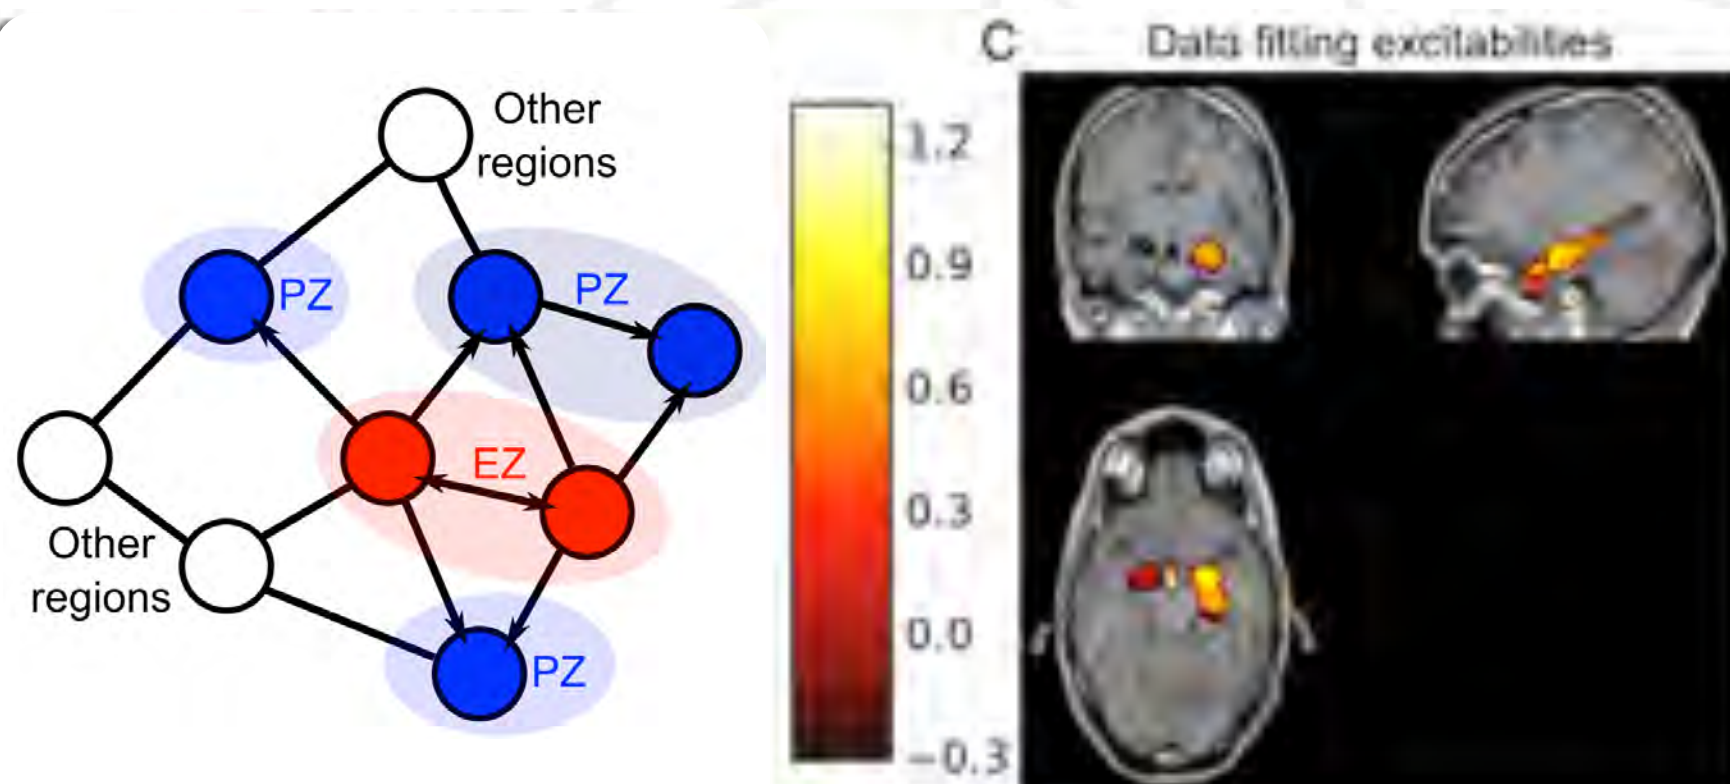 Other
regions
PZ
PZ
EZ
Other
regions
PZ
1.2
0.9
0.6
0.3
0.0
−0.3
C Data fitting excitabilities